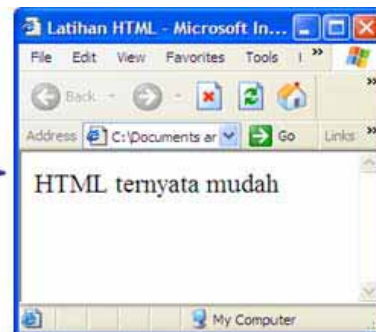 Latihan HTML - Microsoft In...
File Edit View Favorites Tools »
Back »
Address C:\Documents ar Go Links »
HTML ternyata mudah
My Computer